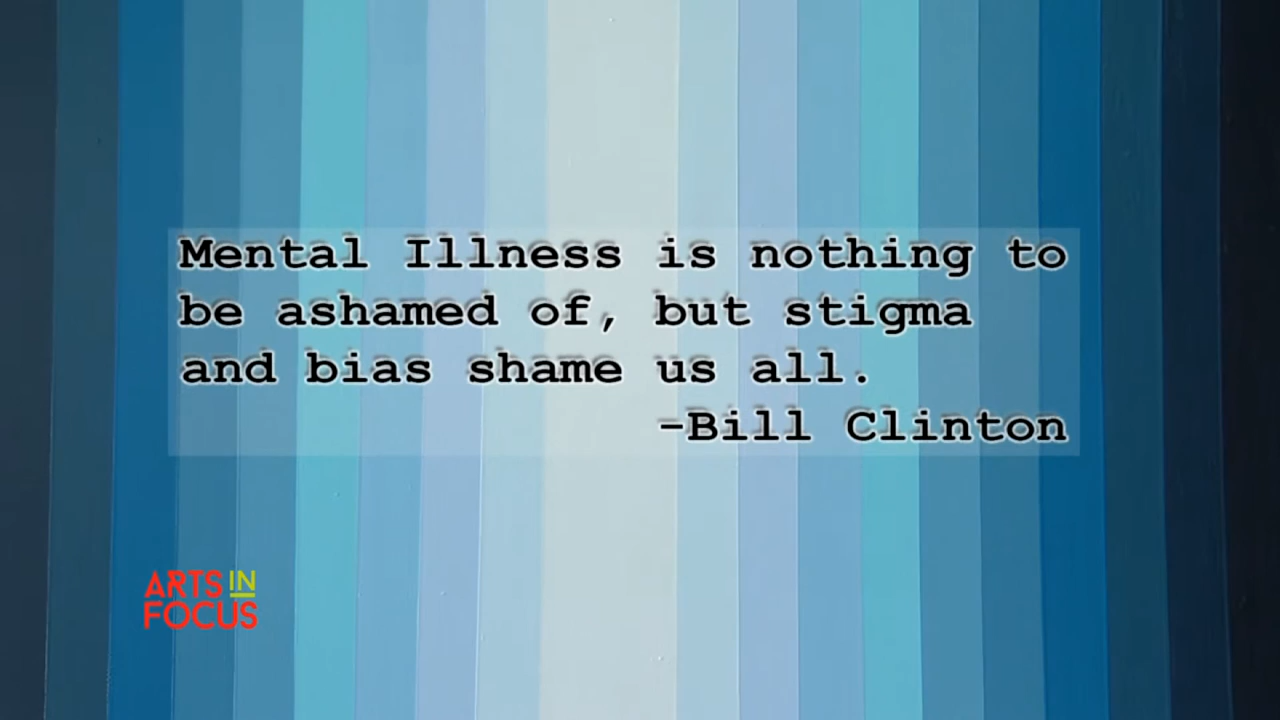 Mental Illness is nothing to
be ashamed of, but stigma
and bias shame us all.
-Bill Clinton
ARTS IN
FOCUS